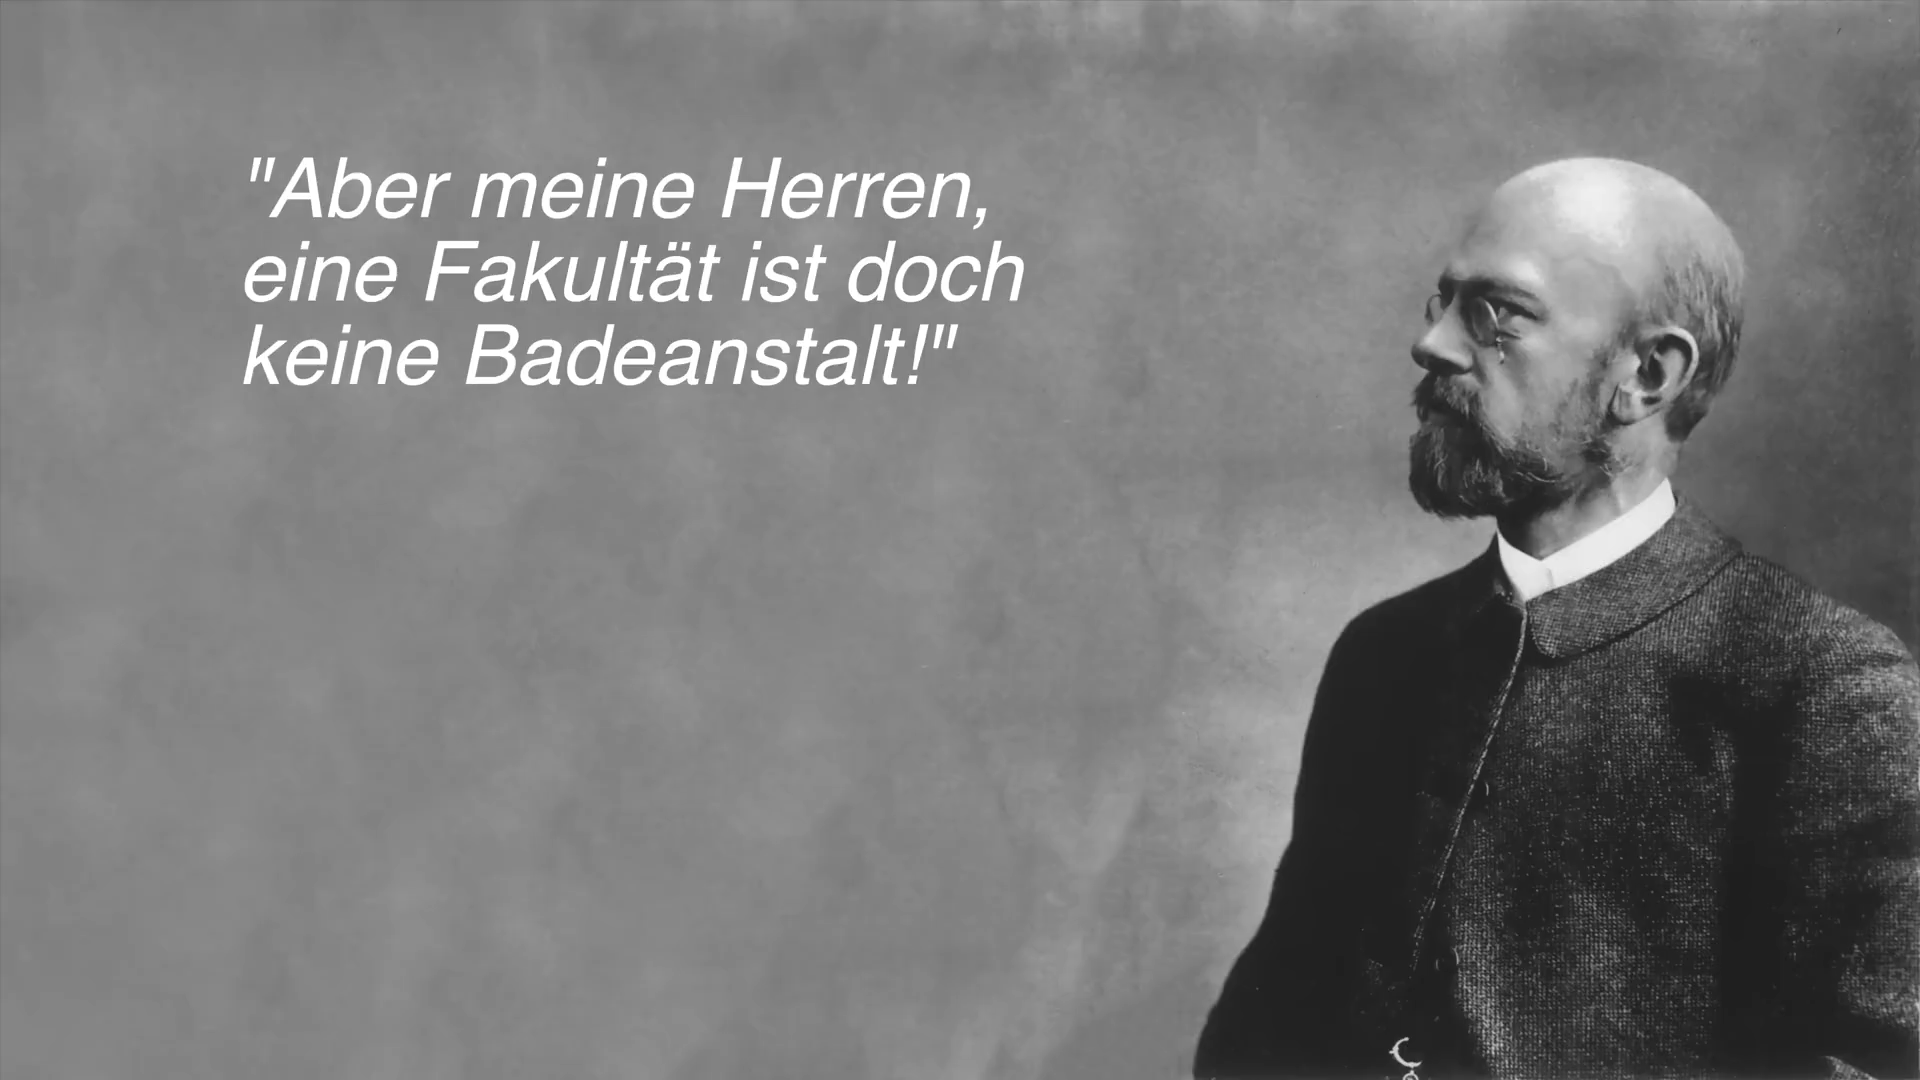 "Aber meine Herren,
eine Fakultät ist doch
keine Badeanstalt!"